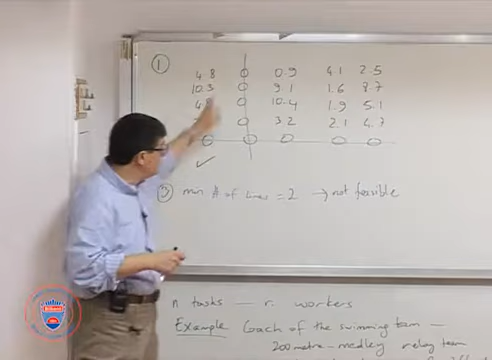 ①
4.8 0 0.9 4.1 2.5
10.3 0 9.1 1.6 8.7
0 10.4 1.9 5.1
0 3.2 2.1 4.7
0 0 0 0 0
✓
② min # of lines = 2 → not feasible
n tasks — r. workers
Example Coach of the swimming team —
200 metre - medley relay team